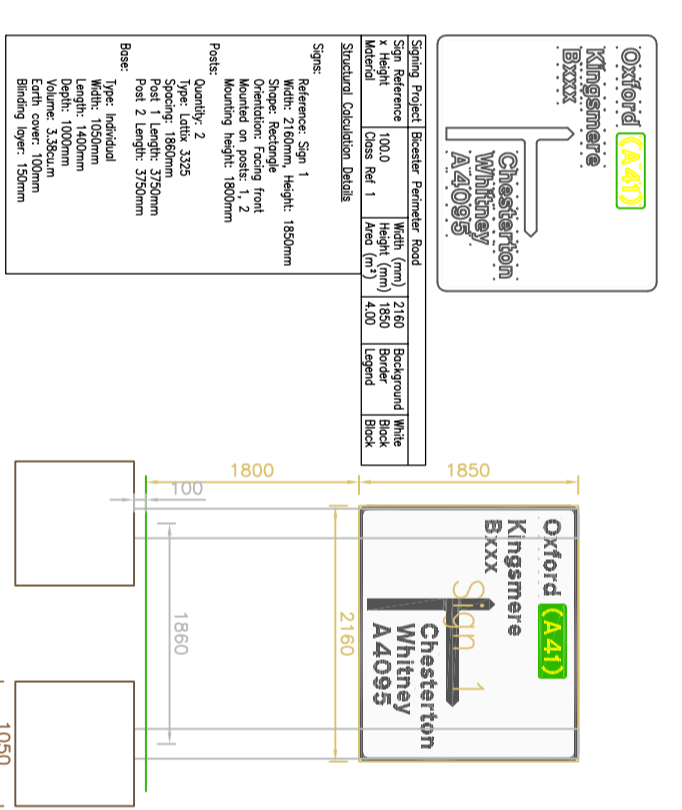 Oxford (A41)
Kingsmere
Bxxx
Chesterton
Whitney
A4095
Signing Project Bicester Perimeter Road
Sign Reference 100.0 Width (mm) 2160 Background White
x Height Height (mm) 1850 Border Black
Material Class Ref 1 Area (m²) 4.00 Legend Black
Structural Calculation Details
Signs:
Reference: Sign 1
Width: 2160mm, Height: 1850mm
Shape: Rectangle
Orientation: Facing front
Mounted on posts: 1, 2
Mounting height: 1800mm
Posts:
Quantity: 2
Type: Lattix 3325
Spacing: 1860mm
Post 1 Length: 3750mm
Post 2 Length: 3750mm
Base:
Type: Individual
Width: 1050mm
Length: 1400mm
Depth: 1000mm
Volume: 3.38cu.m
Earth cover: 100mm
Blinding layer: 150mm
1850
1800
100
Oxford (A41)
Kingsmere
Bxxx
Sign 1
Chesterton
Whitney
A4095
2160
1860
1050